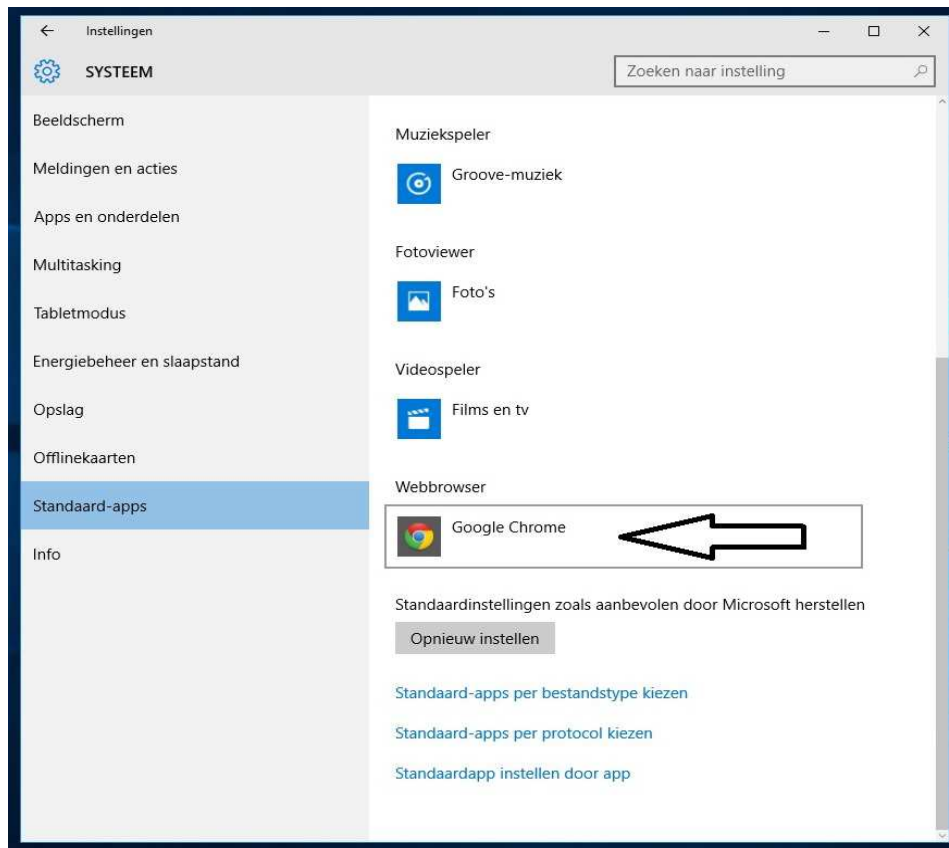 Instellingen
SYSTEEM
Zoeken naar instelling
Beeldscherm
Meldingen en acties
Apps en onderdelen
Multitasking
Tabletmodus
Energiebeheer en slaapstand
Opslag
Offlinekaarten
Standaard-apps
Info
Muziekspeler
Groove-muziek
Fotoviewer
Foto's
Videospeler
Films en tv
Webbrowser
Google Chrome
Standaardinstellingen zoals aanbevolen door Microsoft herstellen
Opnieuw instellen
Standaard-apps per bestandstype kiezen
Standaard-apps per protocol kiezen
Standaardapp instellen door app